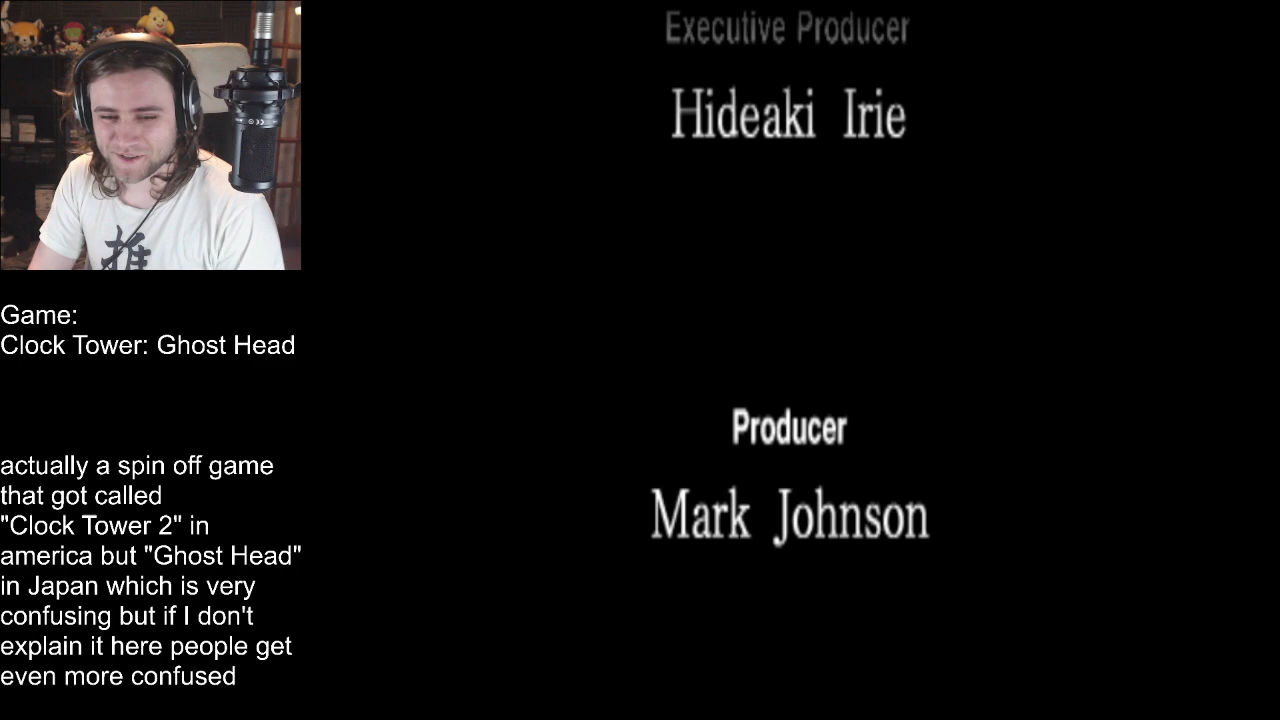 Executive Producer
Hideaki Irie
推
Game:
Clock Tower: Ghost Head
Producer
Mark Johnson
actually a spin off game
that got called
"Clock Tower 2" in
america but "Ghost Head"
in Japan which is very
confusing but if I don't
explain it here people get
even more confused